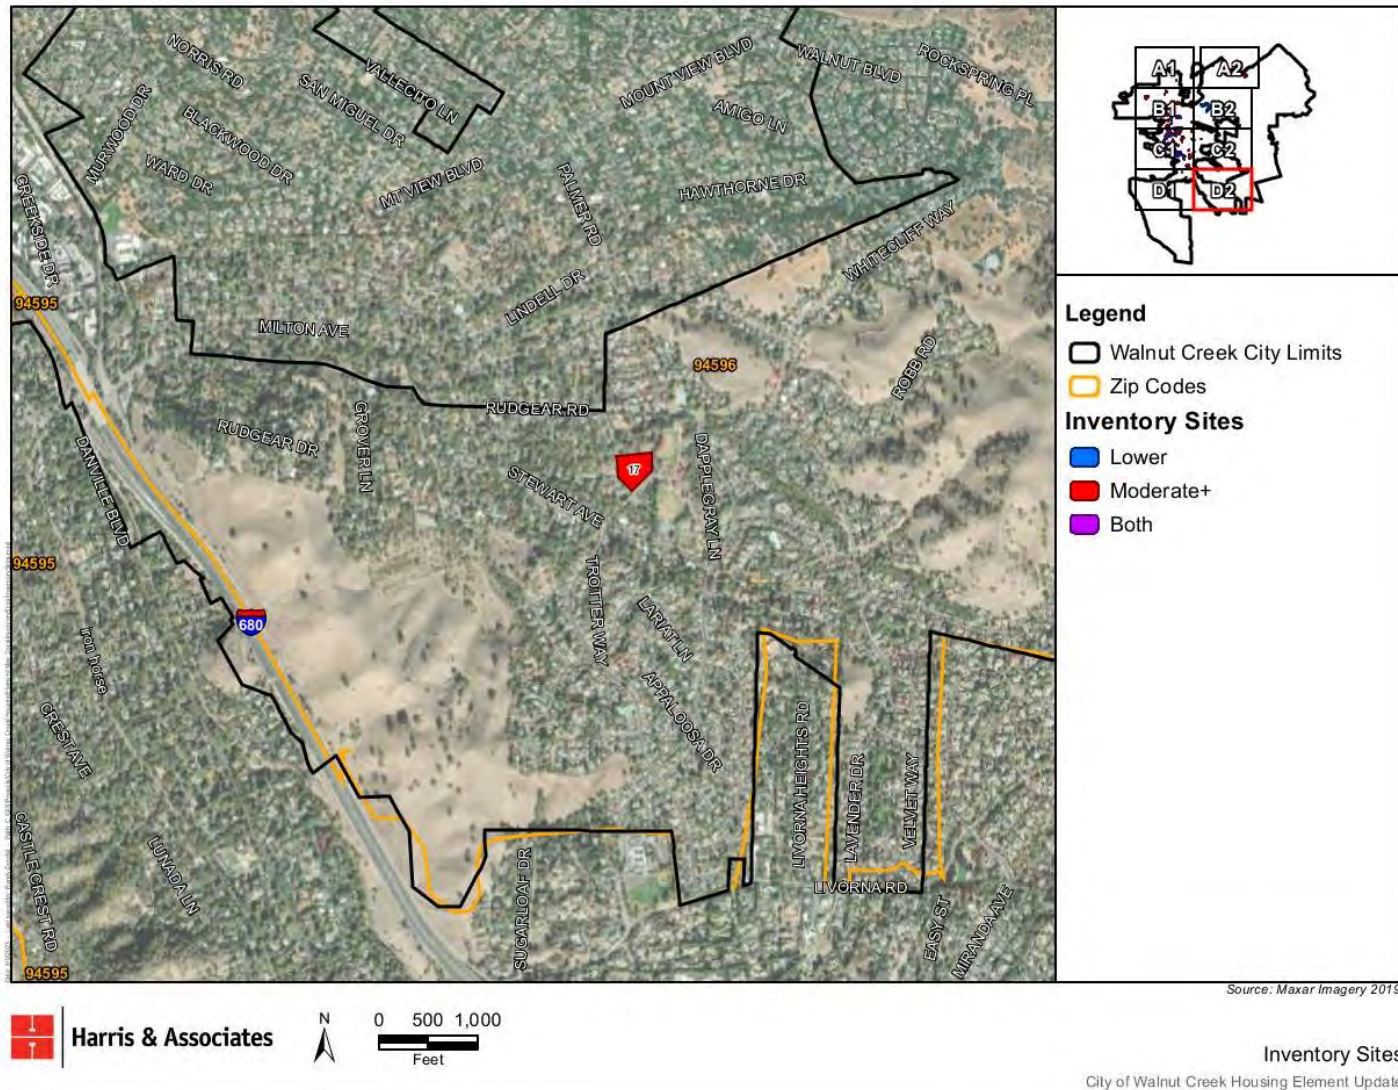 NORRIS RD
VALLECITO LN
SAN MIGUEL DR
MOUNT VIEW BLVD
WALNUT BLVD
ROCKSPRING PL
AMIGO LN
MURWOOD DR
BLACKWOOD DR
WARD DR
MT VIEW BLVD
PALMER RD
HAWTHORNE DR
CREEKSIDE DR
WHITECLIFF WAY
LINDELL DR
94595
MILTON AVE
94596
ROBB RD
RUDGEAR RD
RUDGEAR DR
GROVER LN
DANVILLE BLVD
STEWART AVE
17
DAPPLEGRAY LN
94595
TROTTER WAY
LARIAT LN
680
iron horse
APPALOOSA DR
CREST AVE
LIVORNA HEIGHTS RD
LAVENDER DR
VELVET WAY
CASTLE CREST RD
LUNADA LN
SUGARLOAF DR
LIVORNA RD
EASY ST
MIRANDA AVE
94595
A1
A2
B1
B2
C1
C2
D1
D2
Legend
Walnut Creek City Limits
Zip Codes
Inventory Sites
Lower
Moderate+
Both
Source: Maxar Imagery 2019
Harris & Associates
N
0 500 1,000
Feet
Inventory Sites
City of Walnut Creek Housing Element Update